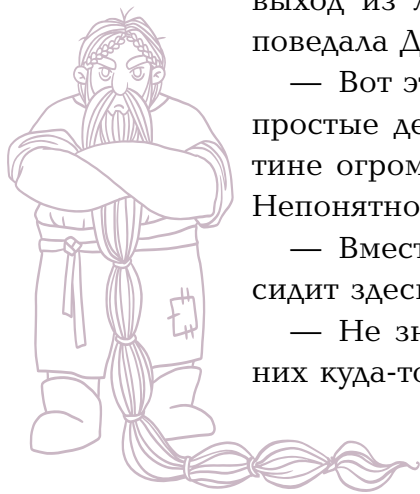 выход из л
поведала Д
— Вот эт
простые де
тине огром
Непонятно
— Вмест
сидит здес
— Не зн
них куда-то